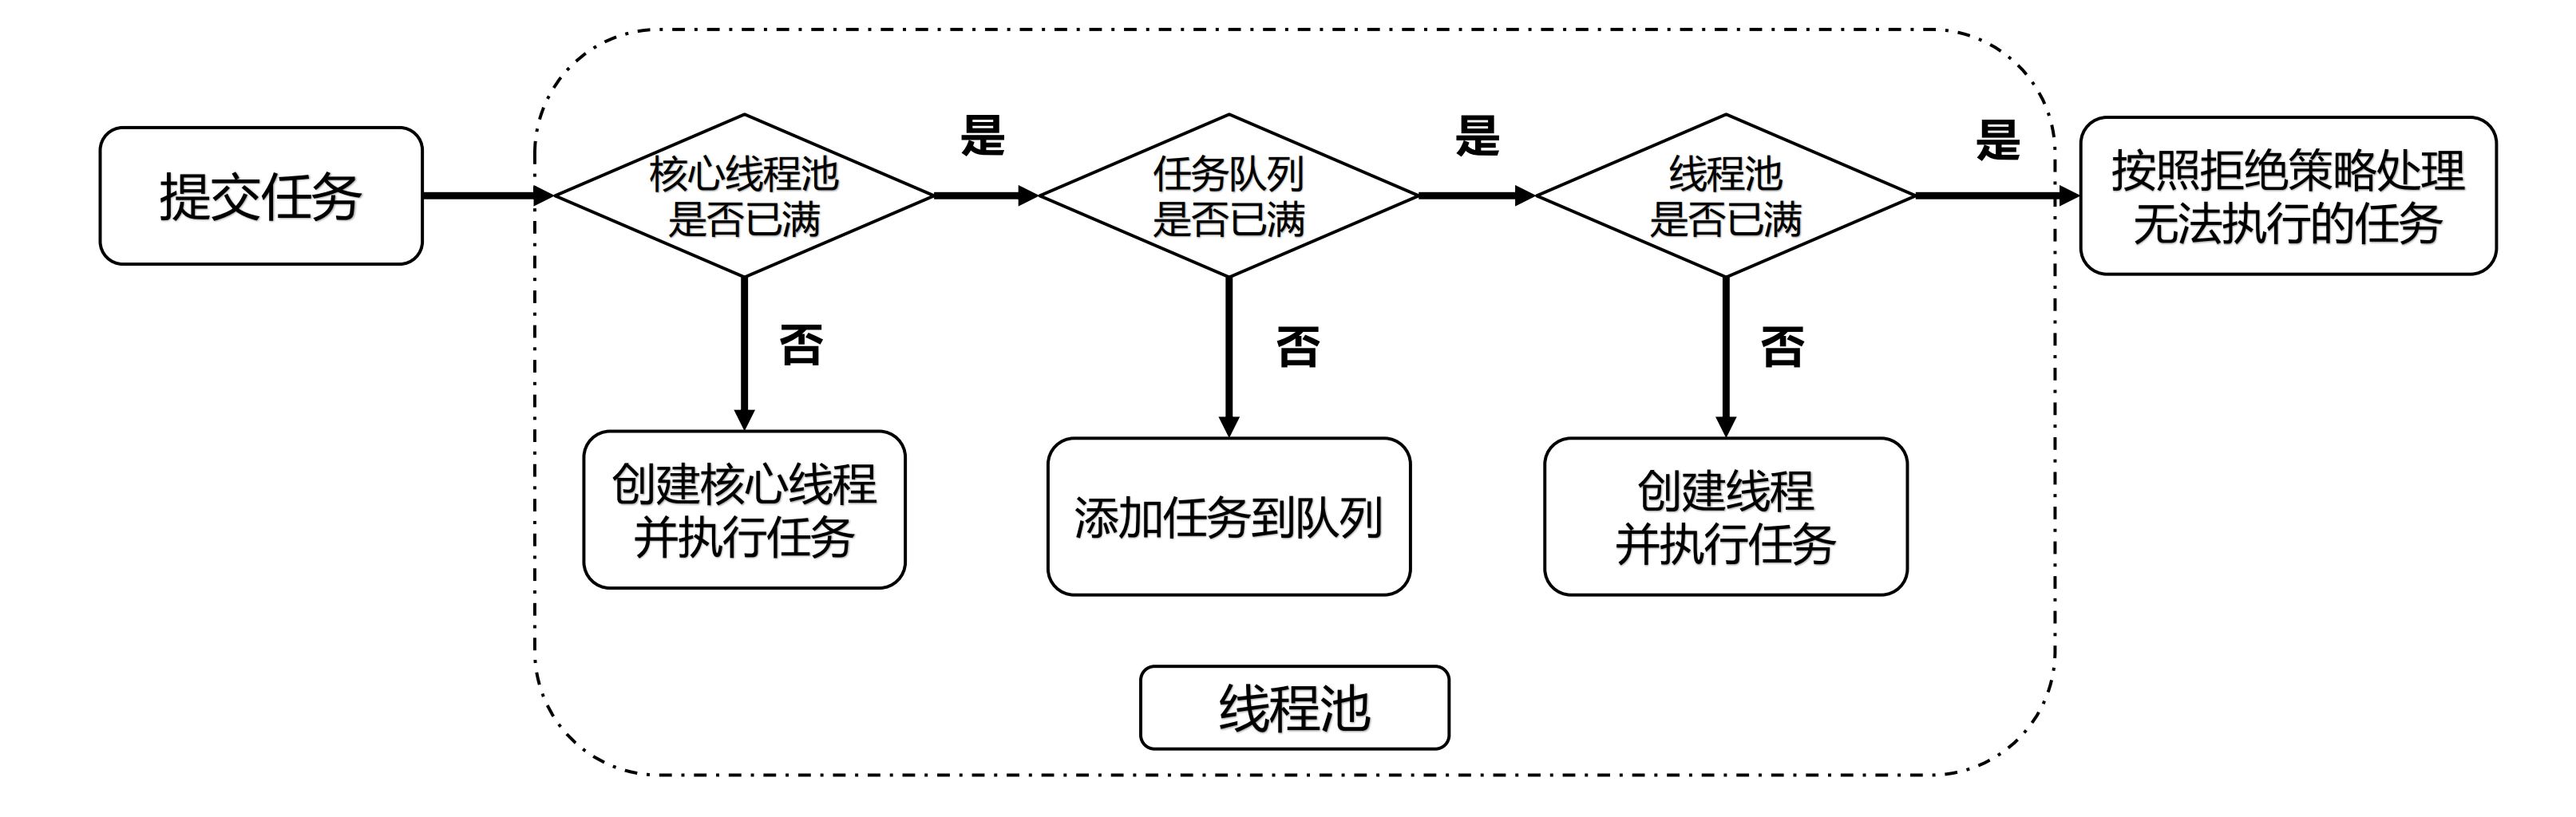 提交任务
核心线程池
是否已满
是
任务队列
是否已满
是
线程池
是否已满
是
按照拒绝策略处理
无法执行的任务
否
否
否
创建核心线程
并执行任务
添加任务到队列
创建线程
并执行任务
线程池